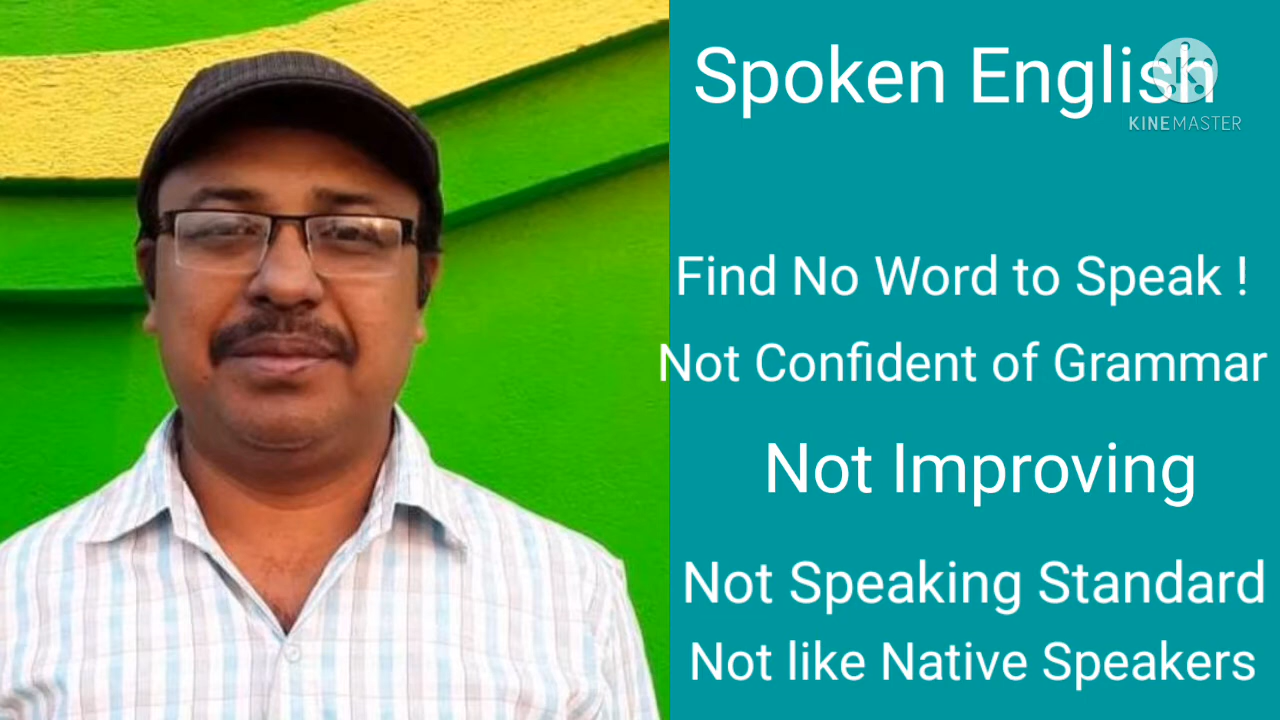 Spoken English
KINEMASTER
Find No Word to Speak !
Not Confident of Grammar
Not Improving
Not Speaking Standard
Not like Native Speakers